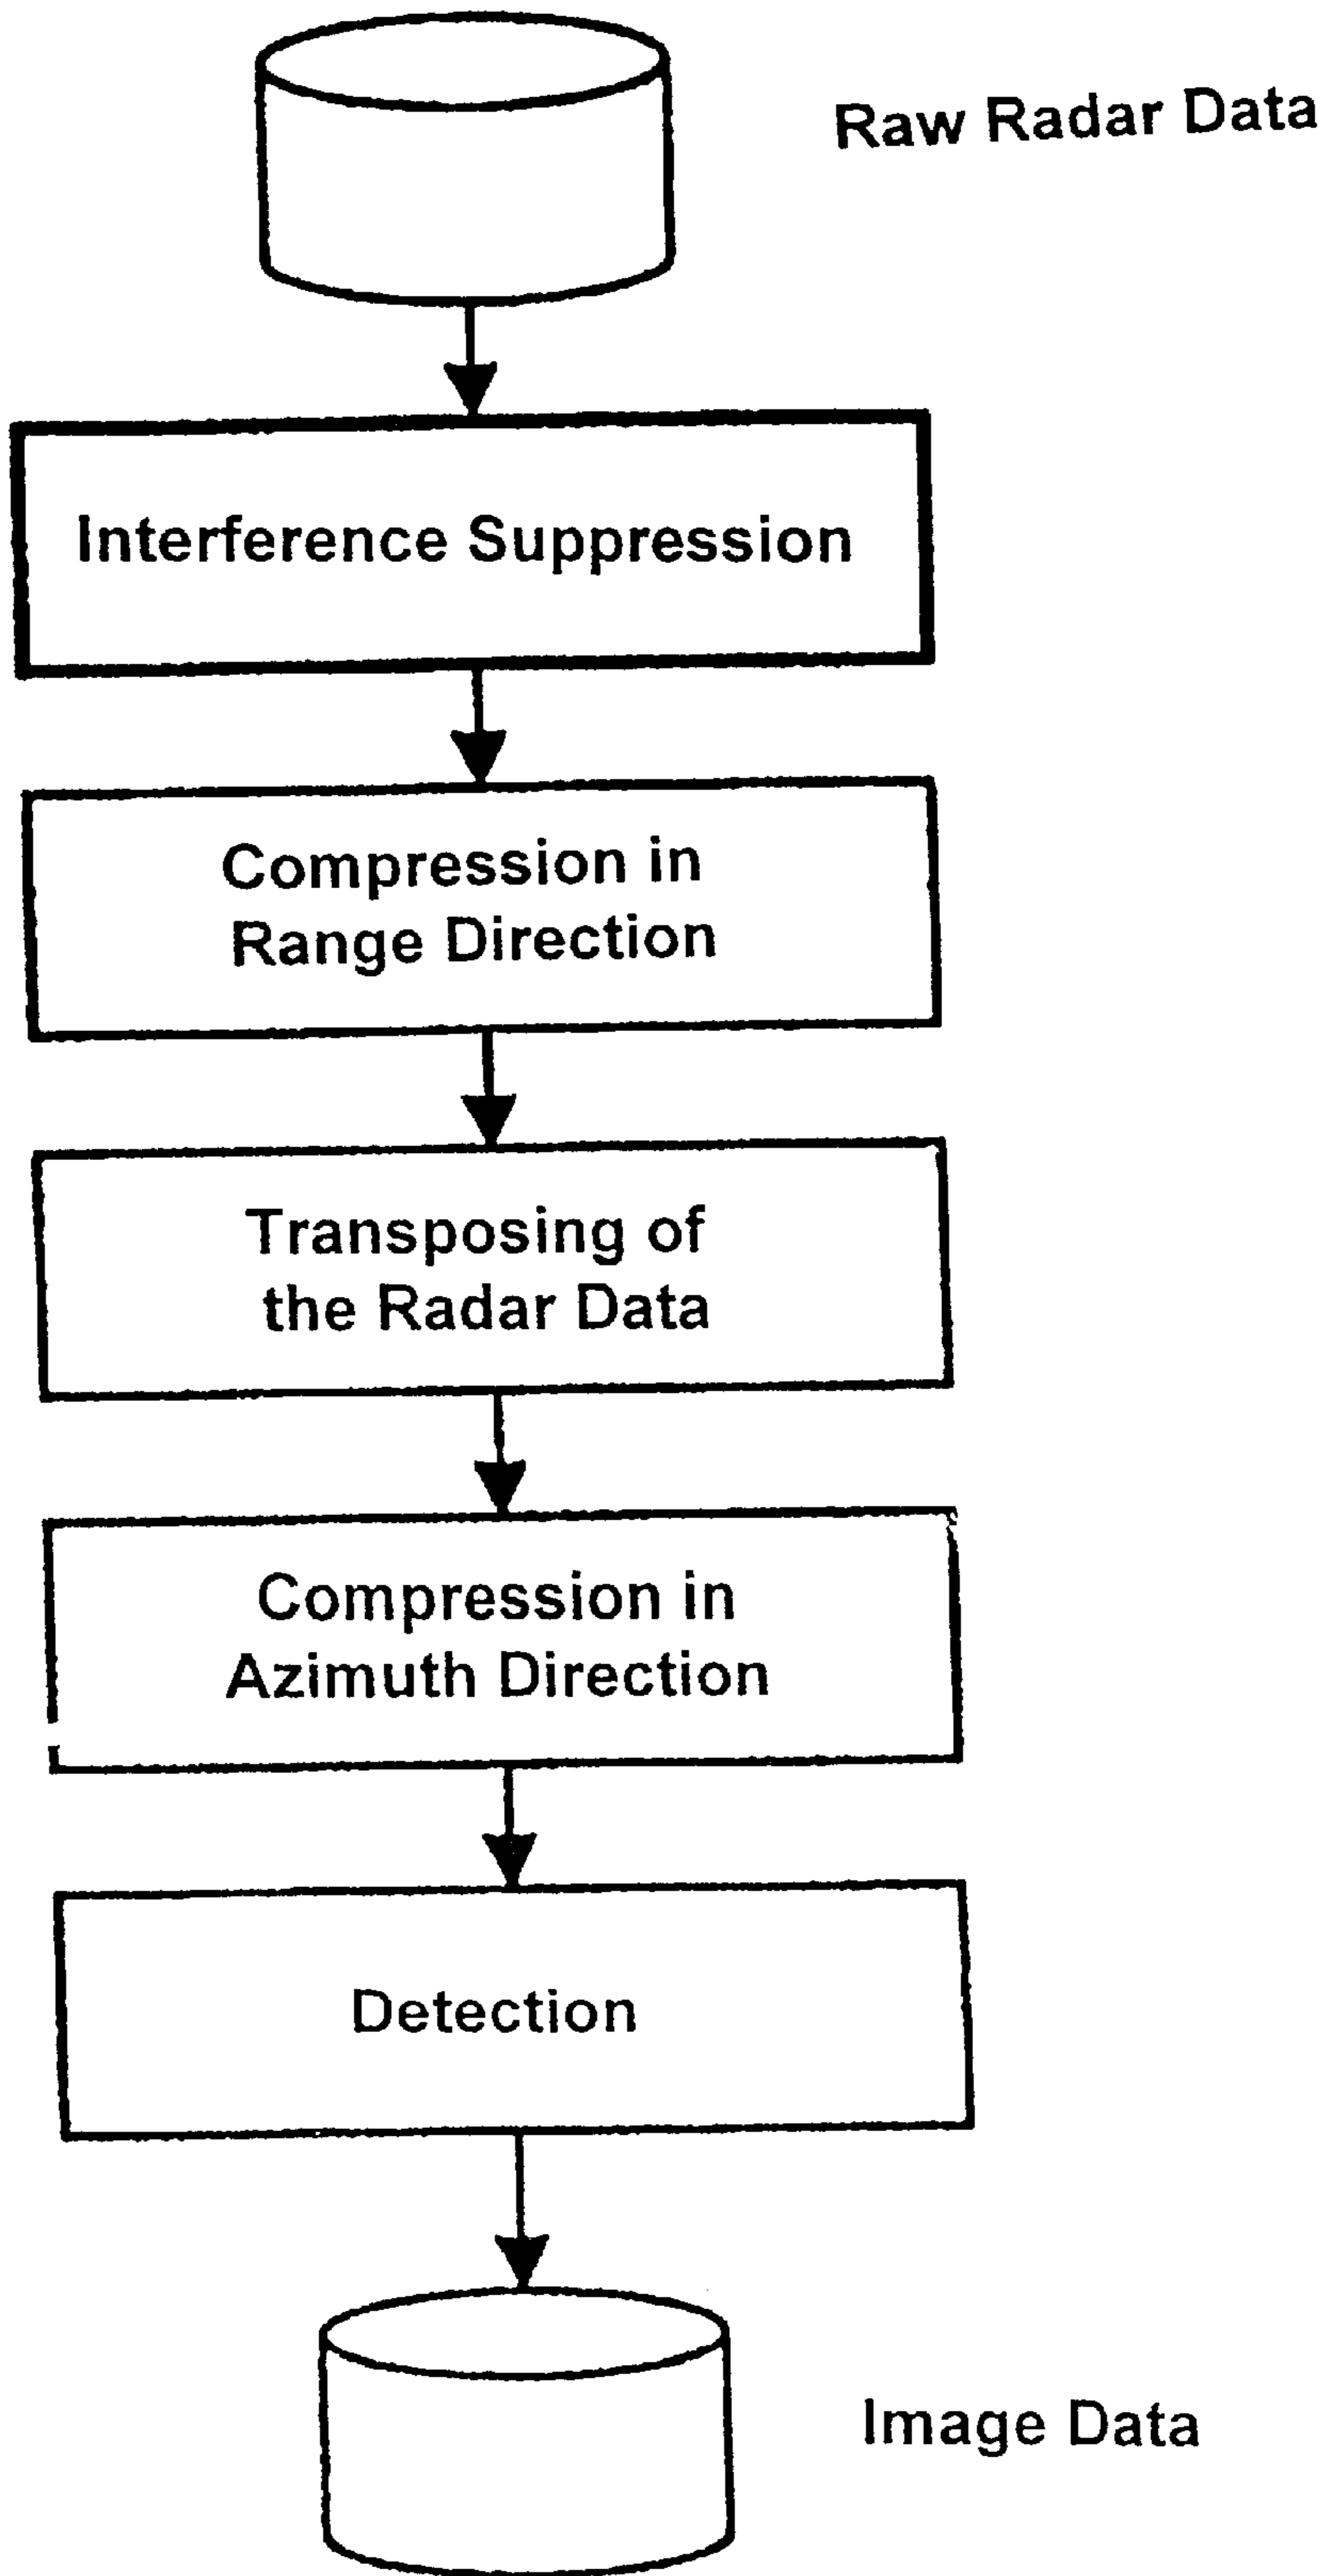 Raw Radar Data
Interference Suppression
Compression in
Range Direction
Transposing of
the Radar Data
Compression in
Azimuth Direction
Detection
Image Data